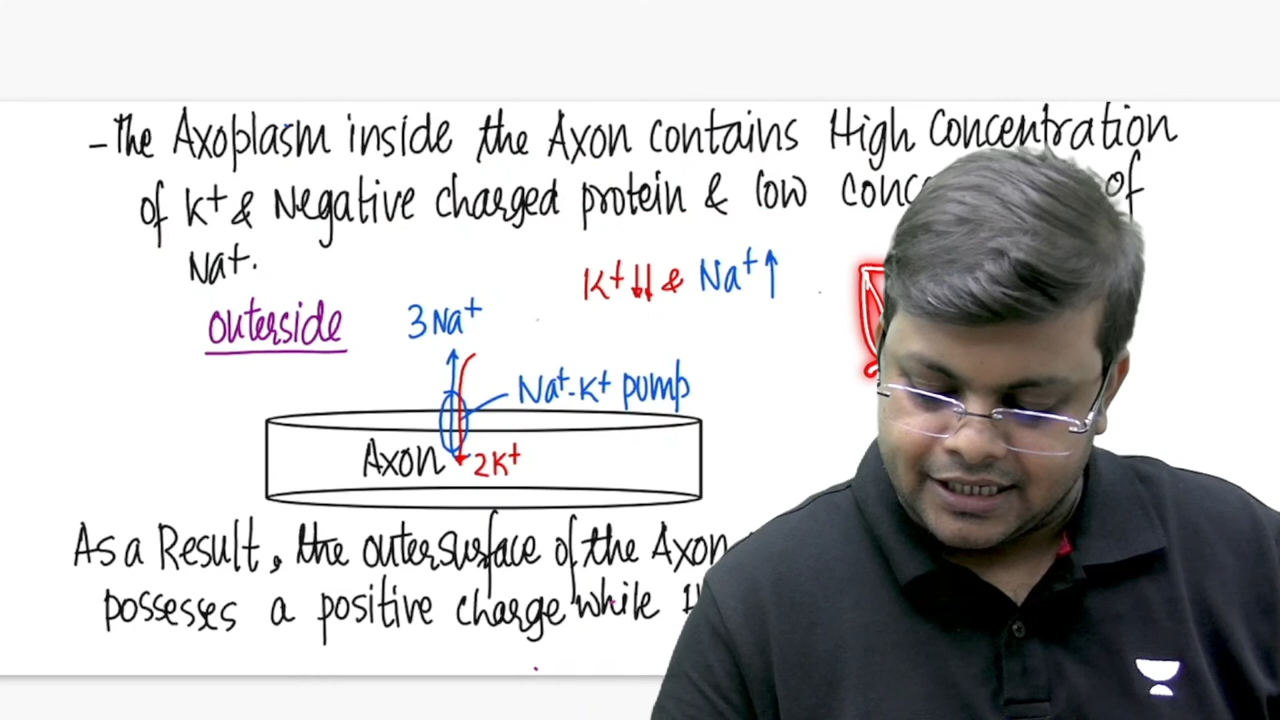 - The Axoplasm inside the Axon contains High Concentration
of K+ & Negative charged protein & low conc of
Na+.
K+↓↓ & Na+↑
outerside
3Na+
Na+-K+ pump
Axon
2K+
As a Result, the outersurface of the Axon
possesses a positive charge while